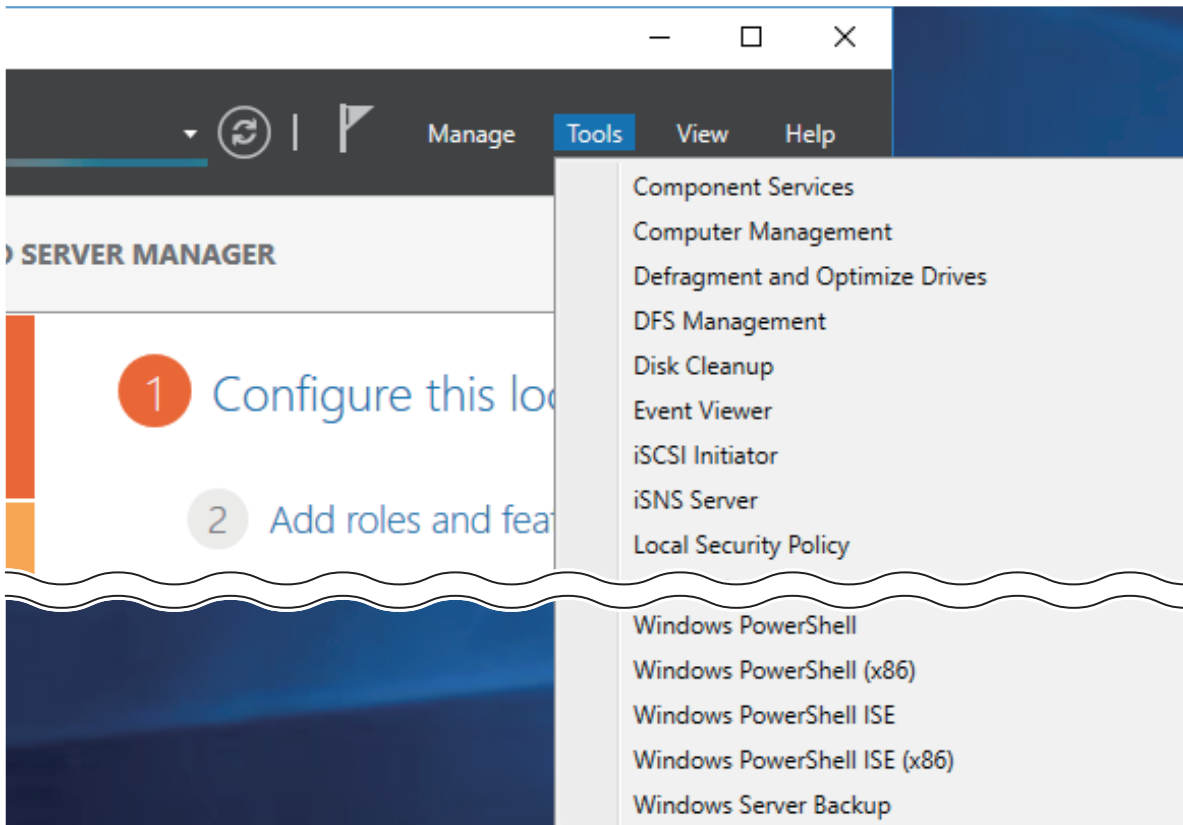 Manage Tools View Help
SERVER MANAGER
1 Configure this loc
2 Add roles and feat
Component Services
Computer Management
Defragment and Optimize Drives
DFS Management
Disk Cleanup
Event Viewer
iSCSI Initiator
iSNS Server
Local Security Policy
Windows PowerShell
Windows PowerShell (x86)
Windows PowerShell ISE
Windows PowerShell ISE (x86)
Windows Server Backup